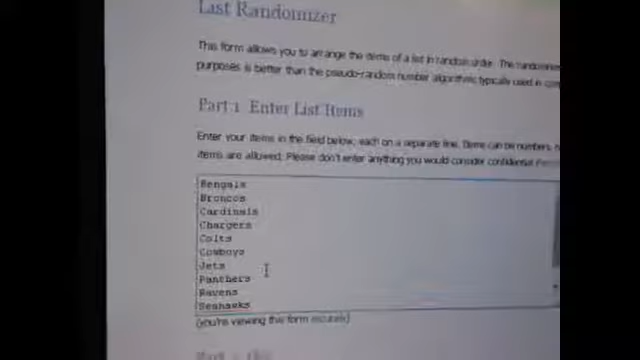 List Randomizer
This form allows you to arrange the items of a list in random order. The randomness
purposes is better than the pseudo-random number algorithms typically used in
Part 1 Enter List Items
Enter your items in the field below, each on a separate line. Items can be numbers,
items are allowed; Please don't enter anything you would consider confidential
Bengals
Broncos
Cardinals
Chargers
Colts
Cowboys
Jets
Panthers
Ravens
Seahawks
(you're viewing this form securely)
Part